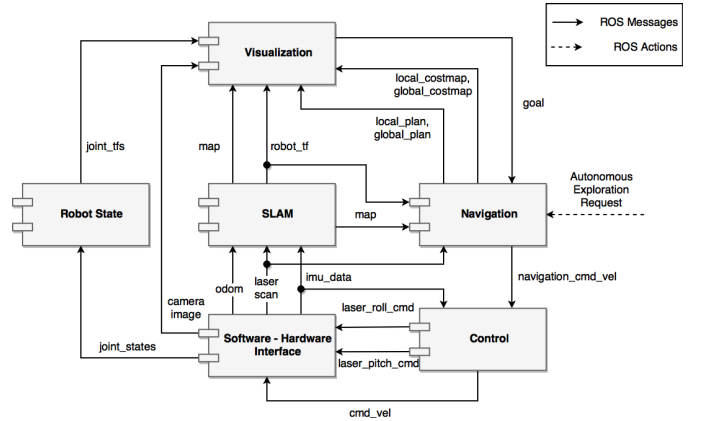 ROS Messages
ROS Actions
Visualization
local_costmap,
global_costmap
goal
local_plan,
global_plan
joint_tfs
map
robot_tf
Autonomous
Exploration
Request
Robot State
SLAM
map
Navigation
odom
laser
scan
imu_data
navigation_cmd_vel
camera
image
laser_roll_cmd
Software - Hardware
Interface
Control
joint_states
laser_pitch_cmd
cmd_vel